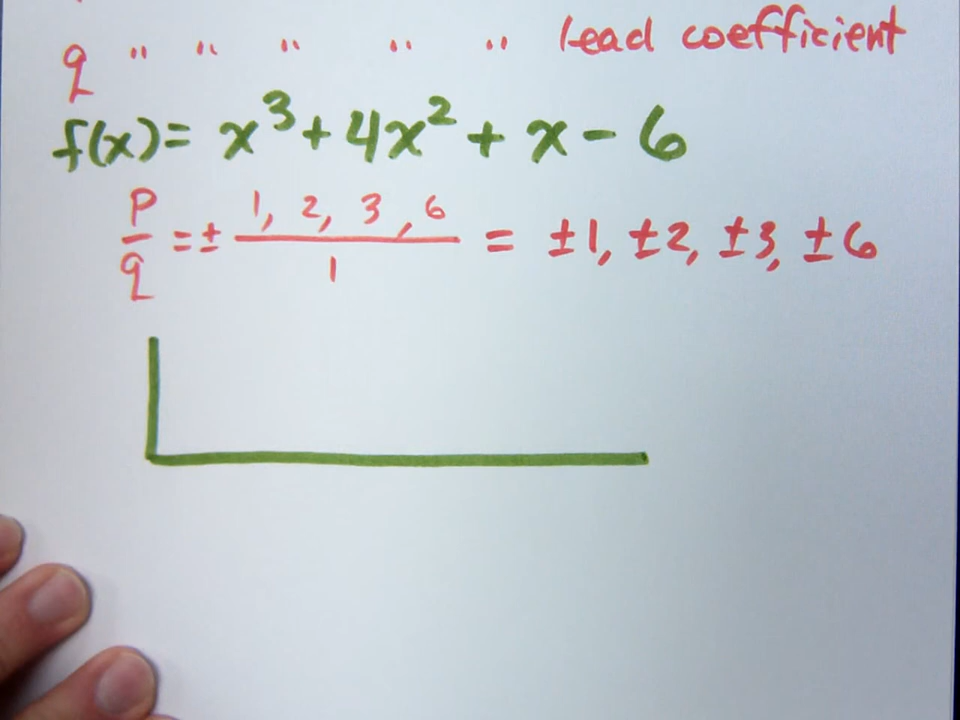 q " " " " " lead coefficient
f(x) = x³ + 4x² + x - 6
p/q = ± 1, 2, 3, 6 / 1 = ±1, ±2, ±3, ±6